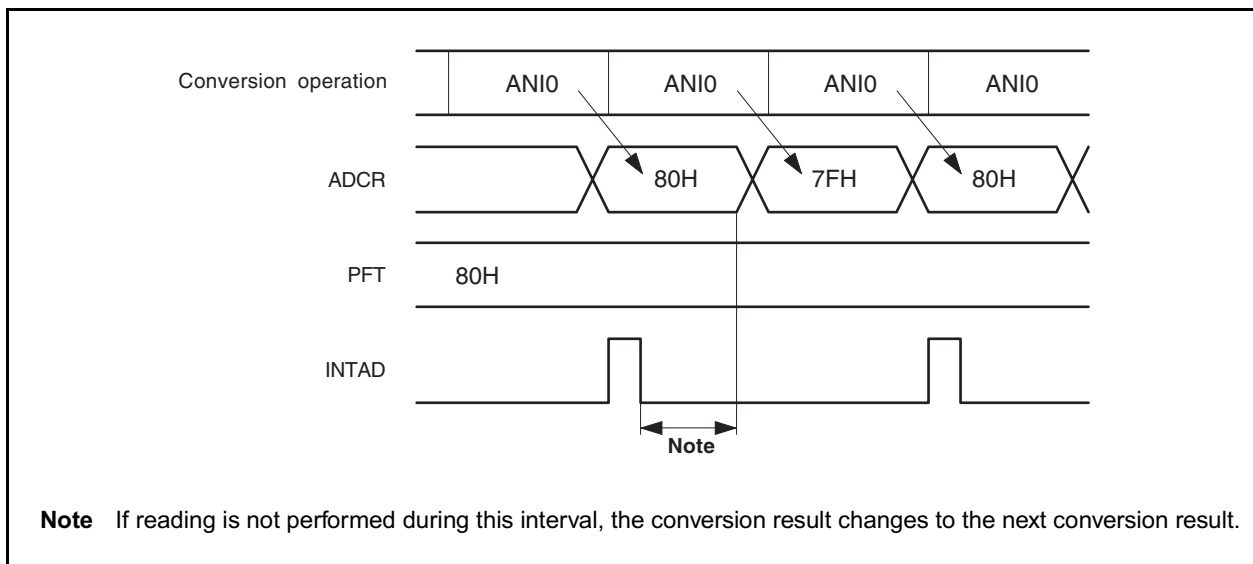 Conversion operation ANI0 ANI0 ANI0 ANI0
ADCR 80H 7FH 80H
PFT 80H
INTAD
Note
Note If reading is not performed during this interval, the conversion result changes to the next conversion result.